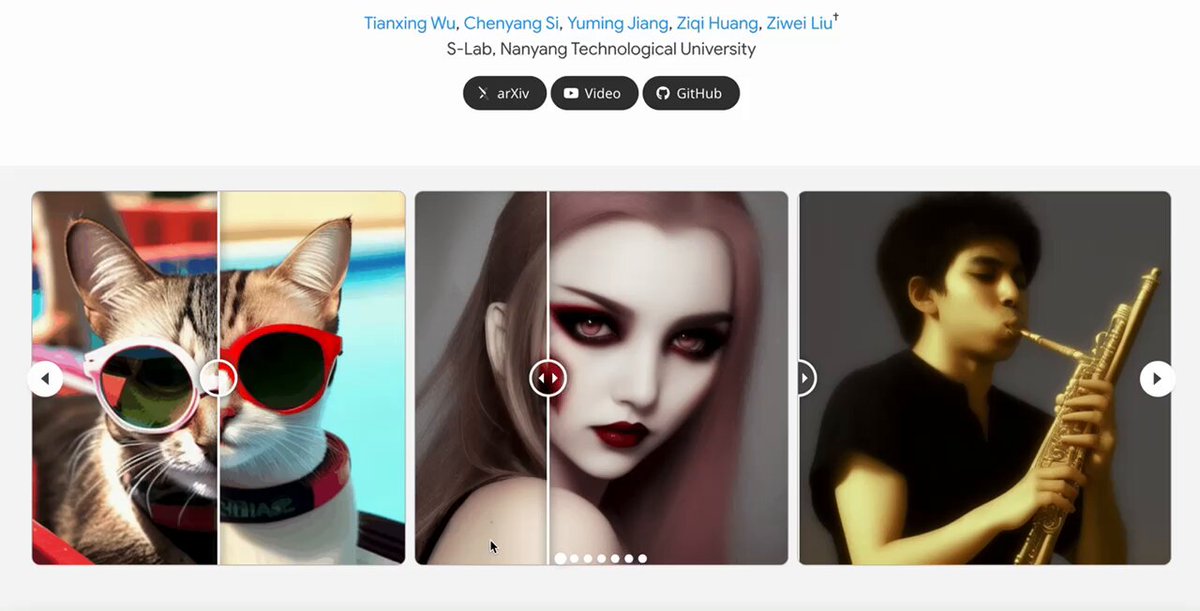 Tianxing Wu, Chenyang Si, Yuming Jiang, Ziqi Huang, Ziwei Liu†
S-Lab, Nanyang Technological University
arXiv Video GitHub